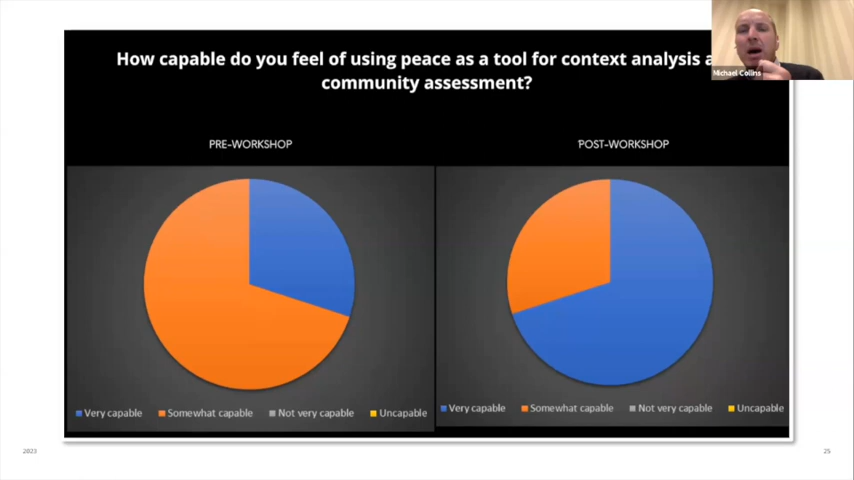 How capable do you feel of using peace as a tool for context analysis
community assessment?
Michael Collins
PRE-WORKSHOP
POST-WORKSHOP
Very capable Somewhat capable Not very capable Uncapable
Very capable Somewhat capable Not very capable Uncapable
2023
25